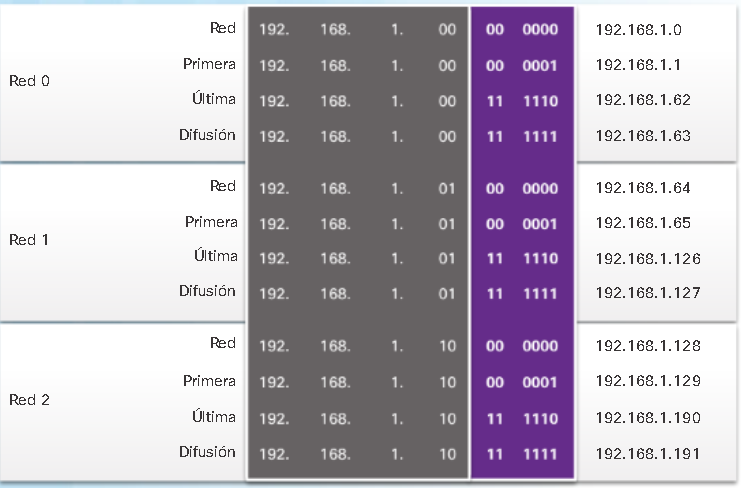 Red 192. 168. 1. 00 00 0000 192.168.1.0
Primera 192. 168. 1. 00 00 0001 192.168.1.1
Red 0
Última 192. 168. 1. 00 11 1110 192.168.1.62
Difusión 192. 168. 1. 00 11 1111 192.168.1.63
Red 192. 168. 1. 01 00 0000 192.168.1.64
Primera 192. 168. 1. 01 00 0001 192.168.1.65
Red 1
Última 192. 168. 1. 01 11 1110 192.168.1.126
Difusión 192. 168. 1. 01 11 1111 192.168.1.127
Red 192. 168. 1. 10 00 0000 192.168.1.128
Primera 192. 168. 1. 10 00 0001 192.168.1.129
Red 2
Última 192. 168. 1. 10 11 1110 192.168.1.190
Difusión 192. 168. 1. 10 11 1111 192.168.1.191